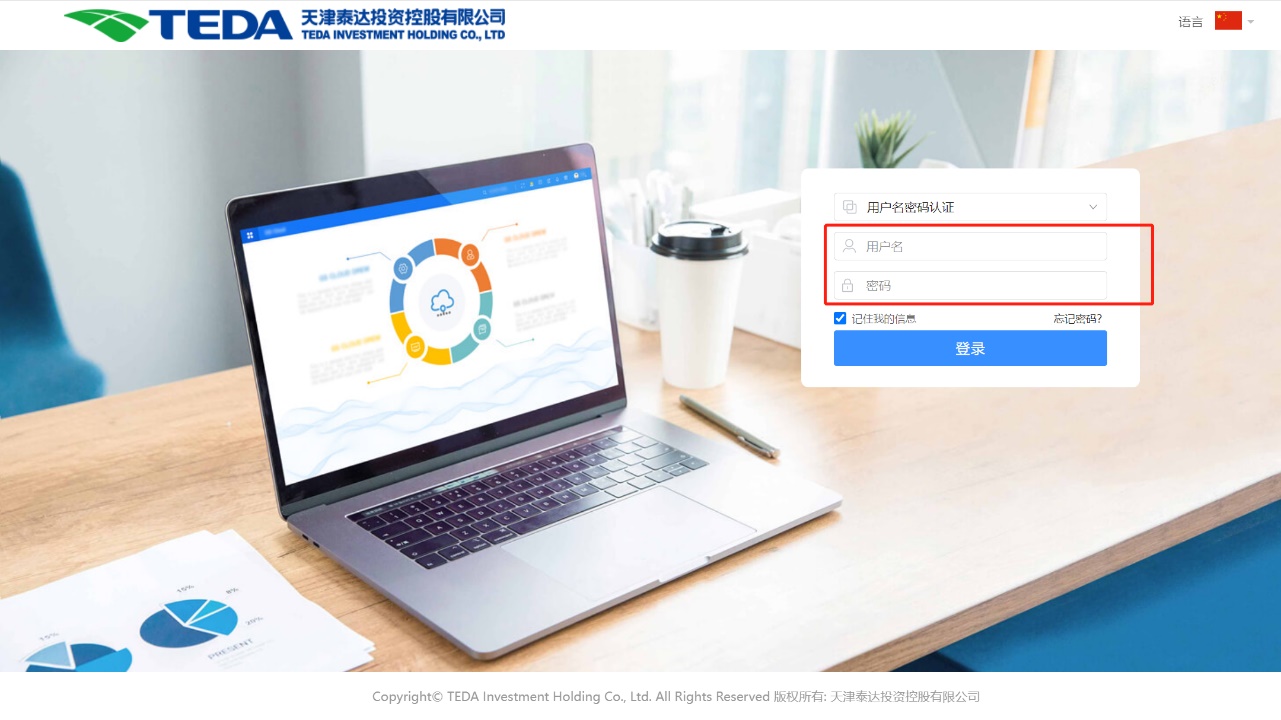 TEDA 天津泰达投资控股有限公司
TEDA INVESTMENT HOLDING CO., LTD
语言
用户名密码认证
用户名
密码
记住我的信息 忘记密码?
登录
15% 8%
20%
PRESENT
Copyright© TEDA Investment Holding Co., Ltd. All Rights Reserved 版权所有: 天津泰达投资控股有限公司